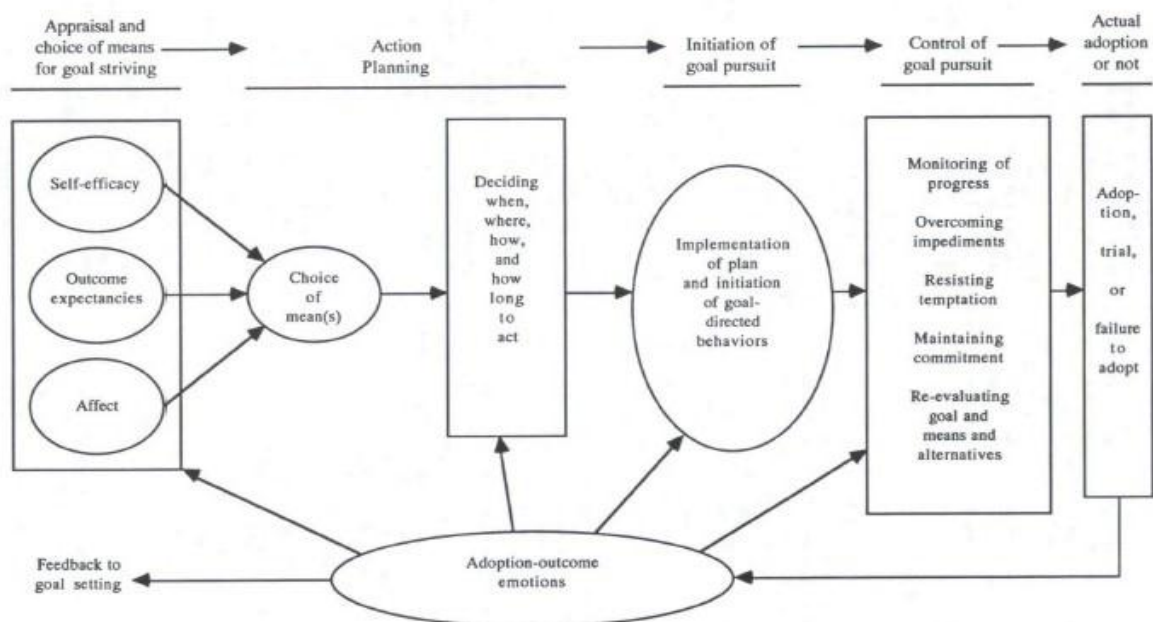 Appraisal and
choice of means
for goal striving
Action
Planning
Initiation of
goal pursuit
Control of
goal pursuit
Actual
adoption
or not
Self-efficacy
Outcome
expectancies
Affect
Choice
of
mean(s)
Deciding
when,
where,
how,
and
how
long
to
act
Implementation
of plan
and initiation
of goal-
directed
behaviors
Monitoring of
progress
Overcoming
impediments
Resisting
temptation
Maintaining
commitment
Re-evaluating
goal and
means and
alternatives
Adop-
tion,
trial,
or
failure
to
adopt
Adoption-outcome
emotions
Feedback to
goal setting